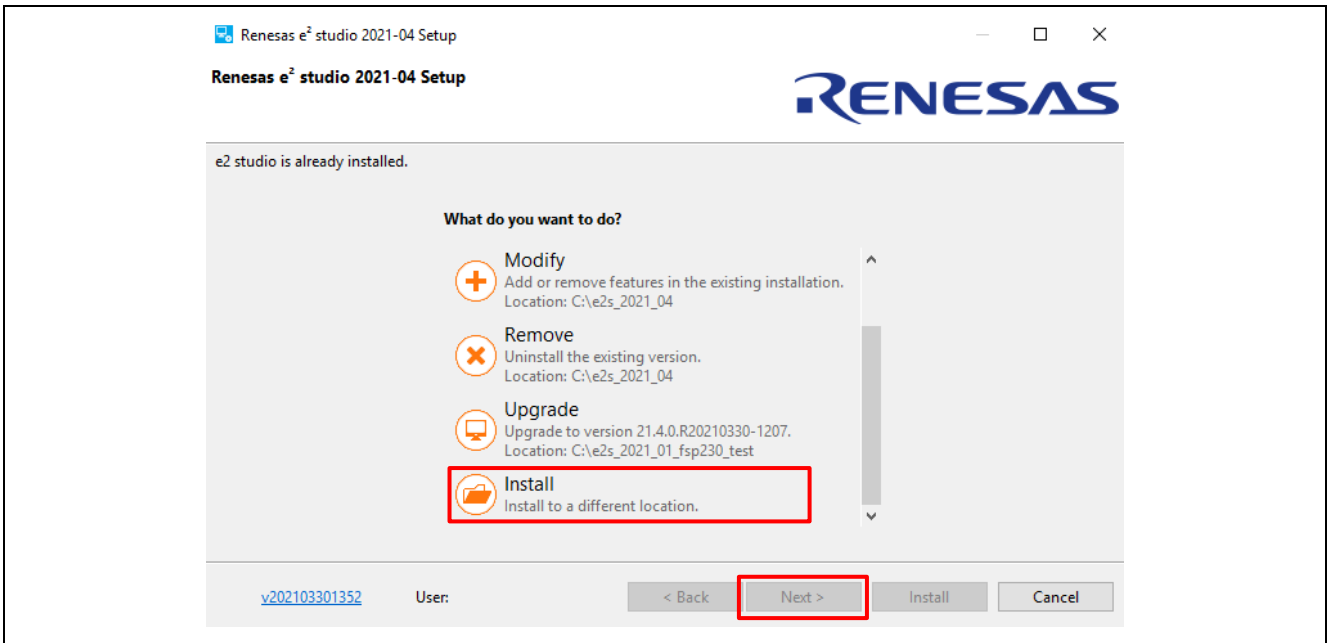 Renesas e² studio 2021-04 Setup
Renesas e² studio 2021-04 Setup
RENESAS
e2 studio is already installed.
What do you want to do?
Modify
Add or remove features in the existing installation.
Location: C:\e2s_2021_04
Remove
Uninstall the existing version.
Location: C:\e2s_2021_04
Upgrade
Upgrade to version 21.4.0.R20210330-1207.
Location: C:\e2s_2021_01_fsp230_test
Install
Install to a different location.
v202103301352 User: < Back Next > Install Cancel